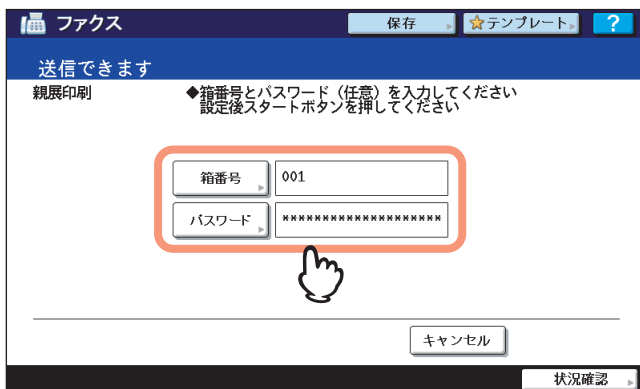 ファクス
保存
テンプレート
?
送信できます
親展印刷
◆箱番号とパスワード（任意）を入力してください
設定後スタートボタンを押してください
箱番号
001
パスワード
********************
キャンセル
状況確認